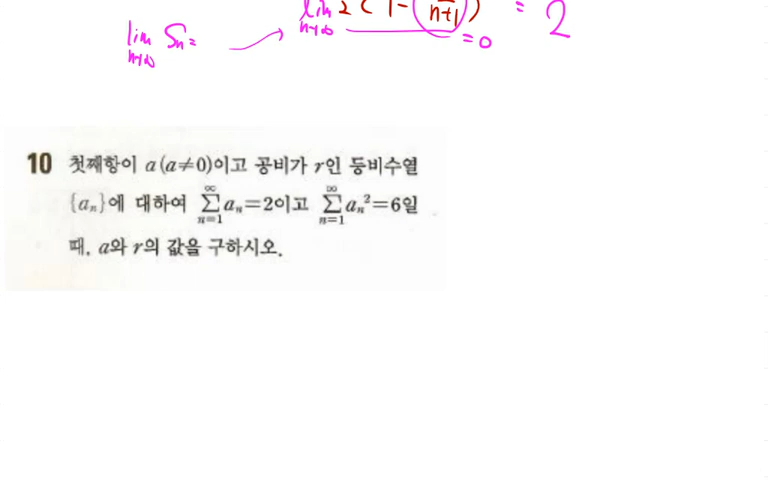 lim 2 ( 1 - n+1 ) = 2
n→∞
= 0
lim Sn =
n→∞
10 첫째항이 a(a≠0)이고 공비가 r인 등비수열
{aₙ}에 대하여 ∑(n=1, ∞) aₙ=2이고 ∑(n=1, ∞) aₙ²=6일
때, a와 r의 값을 구하시오.